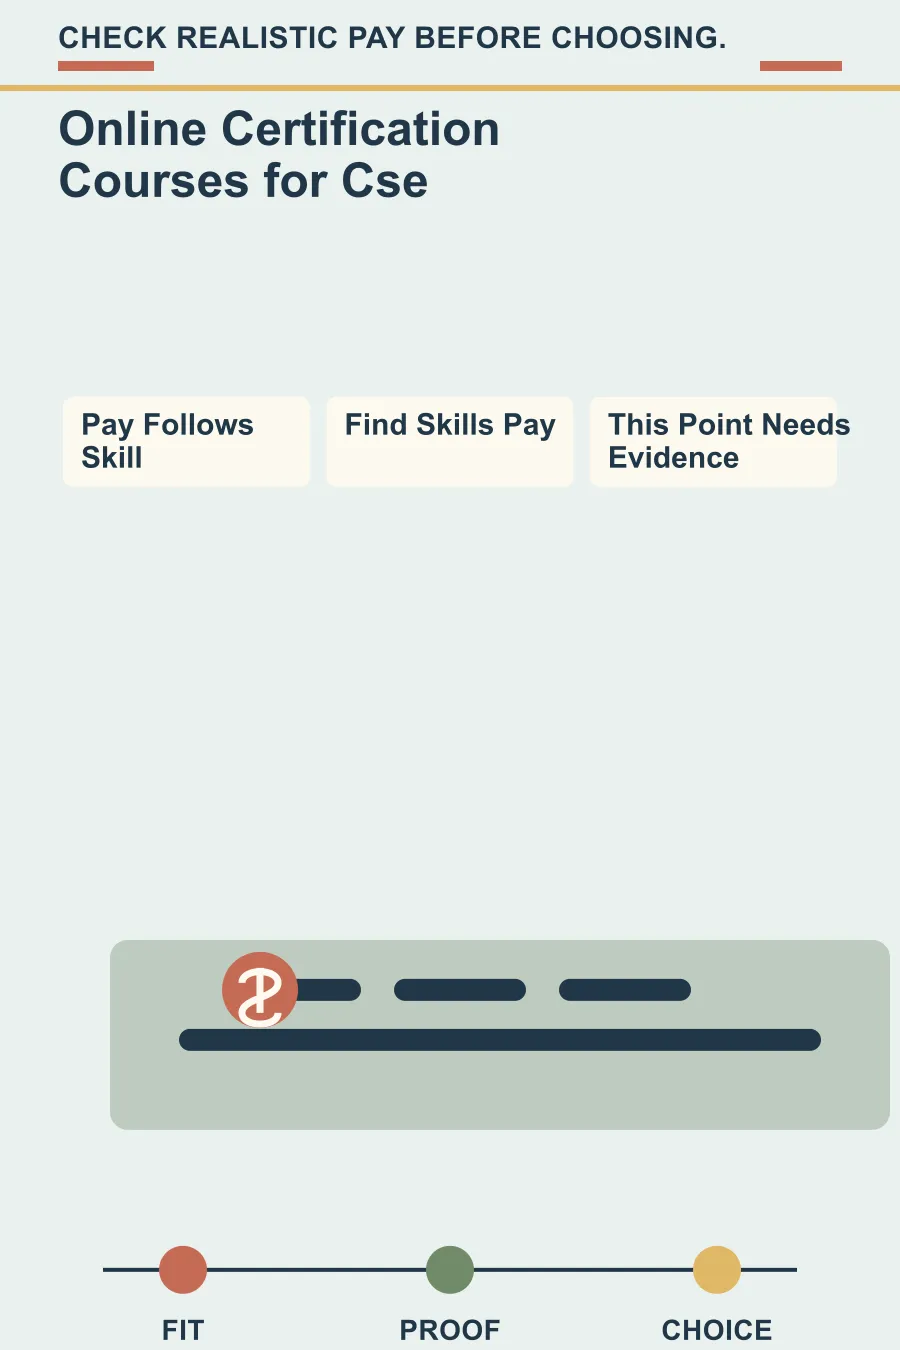 CHECK REALISTIC PAY BEFORE CHOOSING.
Online Certification
Courses for Cse
Pay Follows
Skill
Find Skills Pay
This Point Needs
Evidence
FIT
PROOF
CHOICE